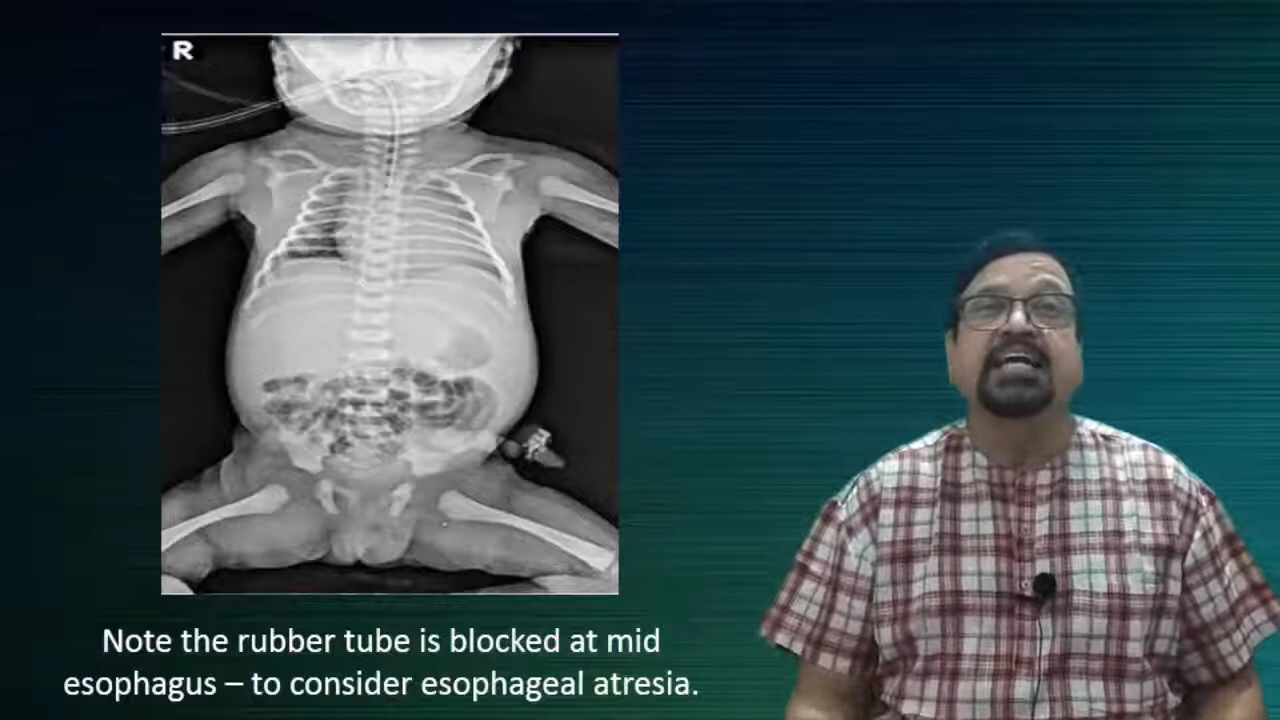 R
Note the rubber tube is blocked at mid
esophagus – to consider esophageal atresia.